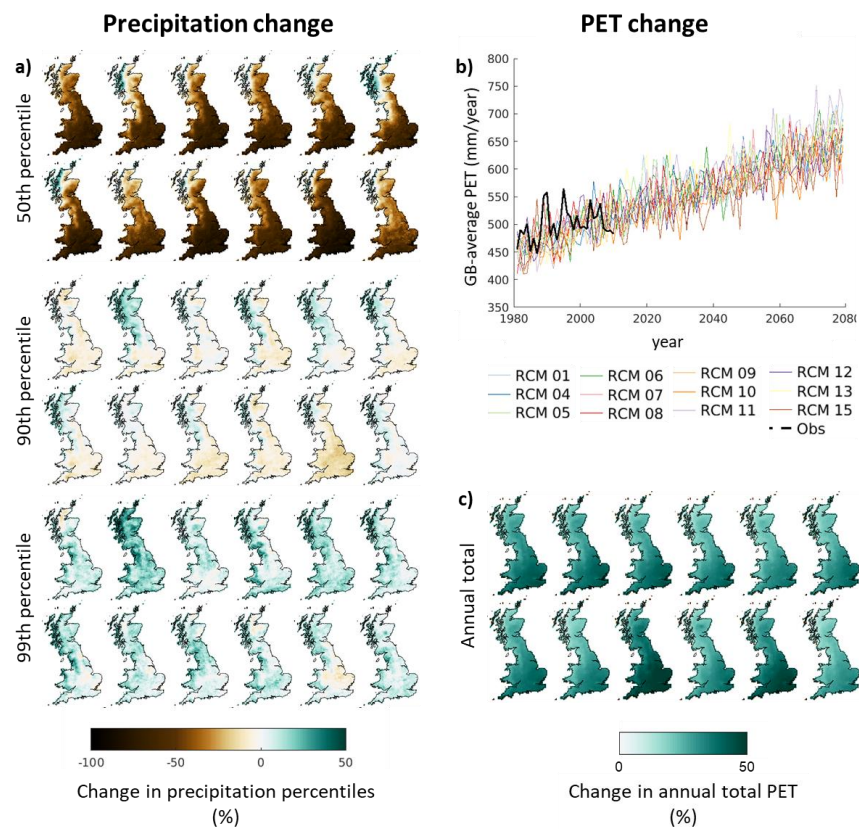 Precipitation change
a)
50th percentile
90th percentile
99th percentile
-100 -50 0 50
Change in precipitation percentiles
(%)
PET change
b)
GB-average PET (mm/year)
800
750
700
650
600
550
500
450
400
350
1980 2000 2020 2040 2060 2080
year
RCM 01 RCM 06 RCM 09 RCM 12
RCM 04 RCM 07 RCM 10 RCM 13
RCM 05 RCM 08 RCM 11 RCM 15
Obs
c)
Annual total
0 50
Change in annual total PET
(%)